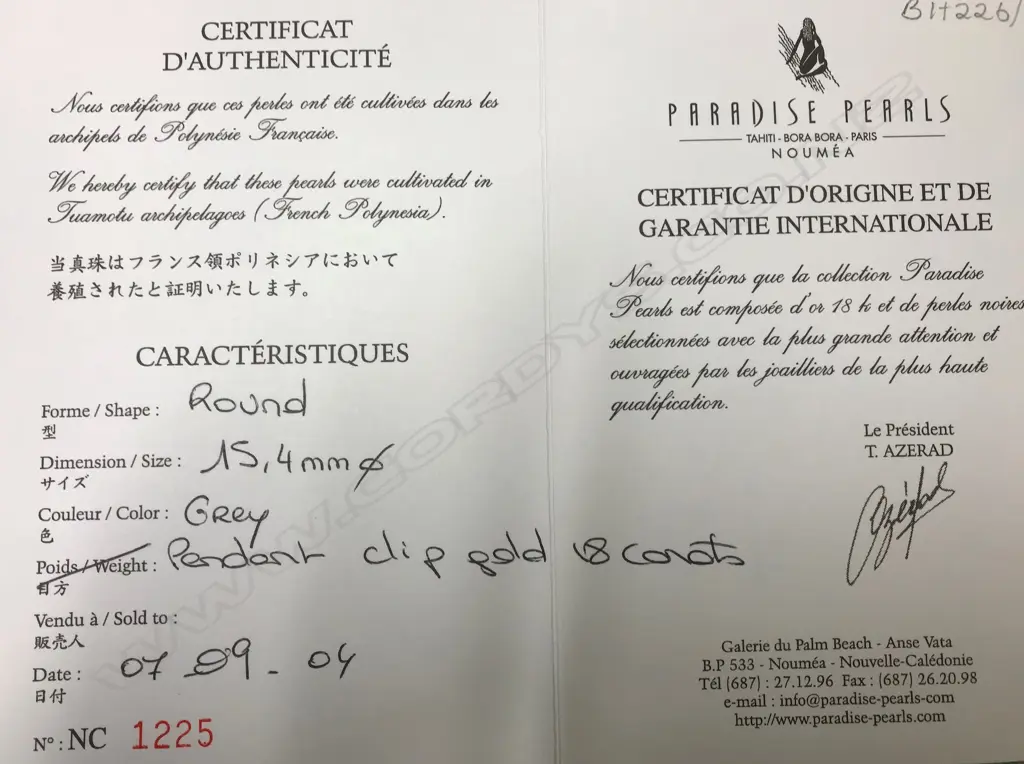 CERTIFICAT
D'AUTHENTICITÉ
Nous certifions que ces perles ont été cultivées dans les
archipels de Polynésie Française.
We hereby certify that these pearls were cultivated in
Tuamotu archipelagoes (French Polynesia).
当真珠はフランス領ポリネシアにおいて
養殖されたと証明いたします。
CARACTÉRISTIQUES
Forme / Shape : Round
型
Dimension / Size : 15,4mm ø
サイズ
Couleur / Color : Grey
色
Poids / Weight : Pendant clip gold 18 carats
目方
Vendu à / Sold to :
販売人
Date : 07 09 - 04
日付
N° : NC 1225
PARADISE PEARLS
TAHITI - BORA BORA - PARIS
NOUMÉA
CERTIFICAT D'ORIGINE ET DE
GARANTIE INTERNATIONALE
Nous certifions que la collection Paradise
Pearls est composée d'or 18 k et de perles noires
sélectionnées avec la plus grande attention et
ouvragées par les joailliers de la plus haute
qualification.
Le Président
T. AZERAD
Galerie du Palm Beach - Anse Vata
B.P 533 - Nouméa - Nouvelle-Calédonie
Tél (687) : 27.12.96 Fax : (687) 26.20.98
e-mail : info@paradise-pearls-com
http://www.paradise-pearls.com
www.cordys.co.nz